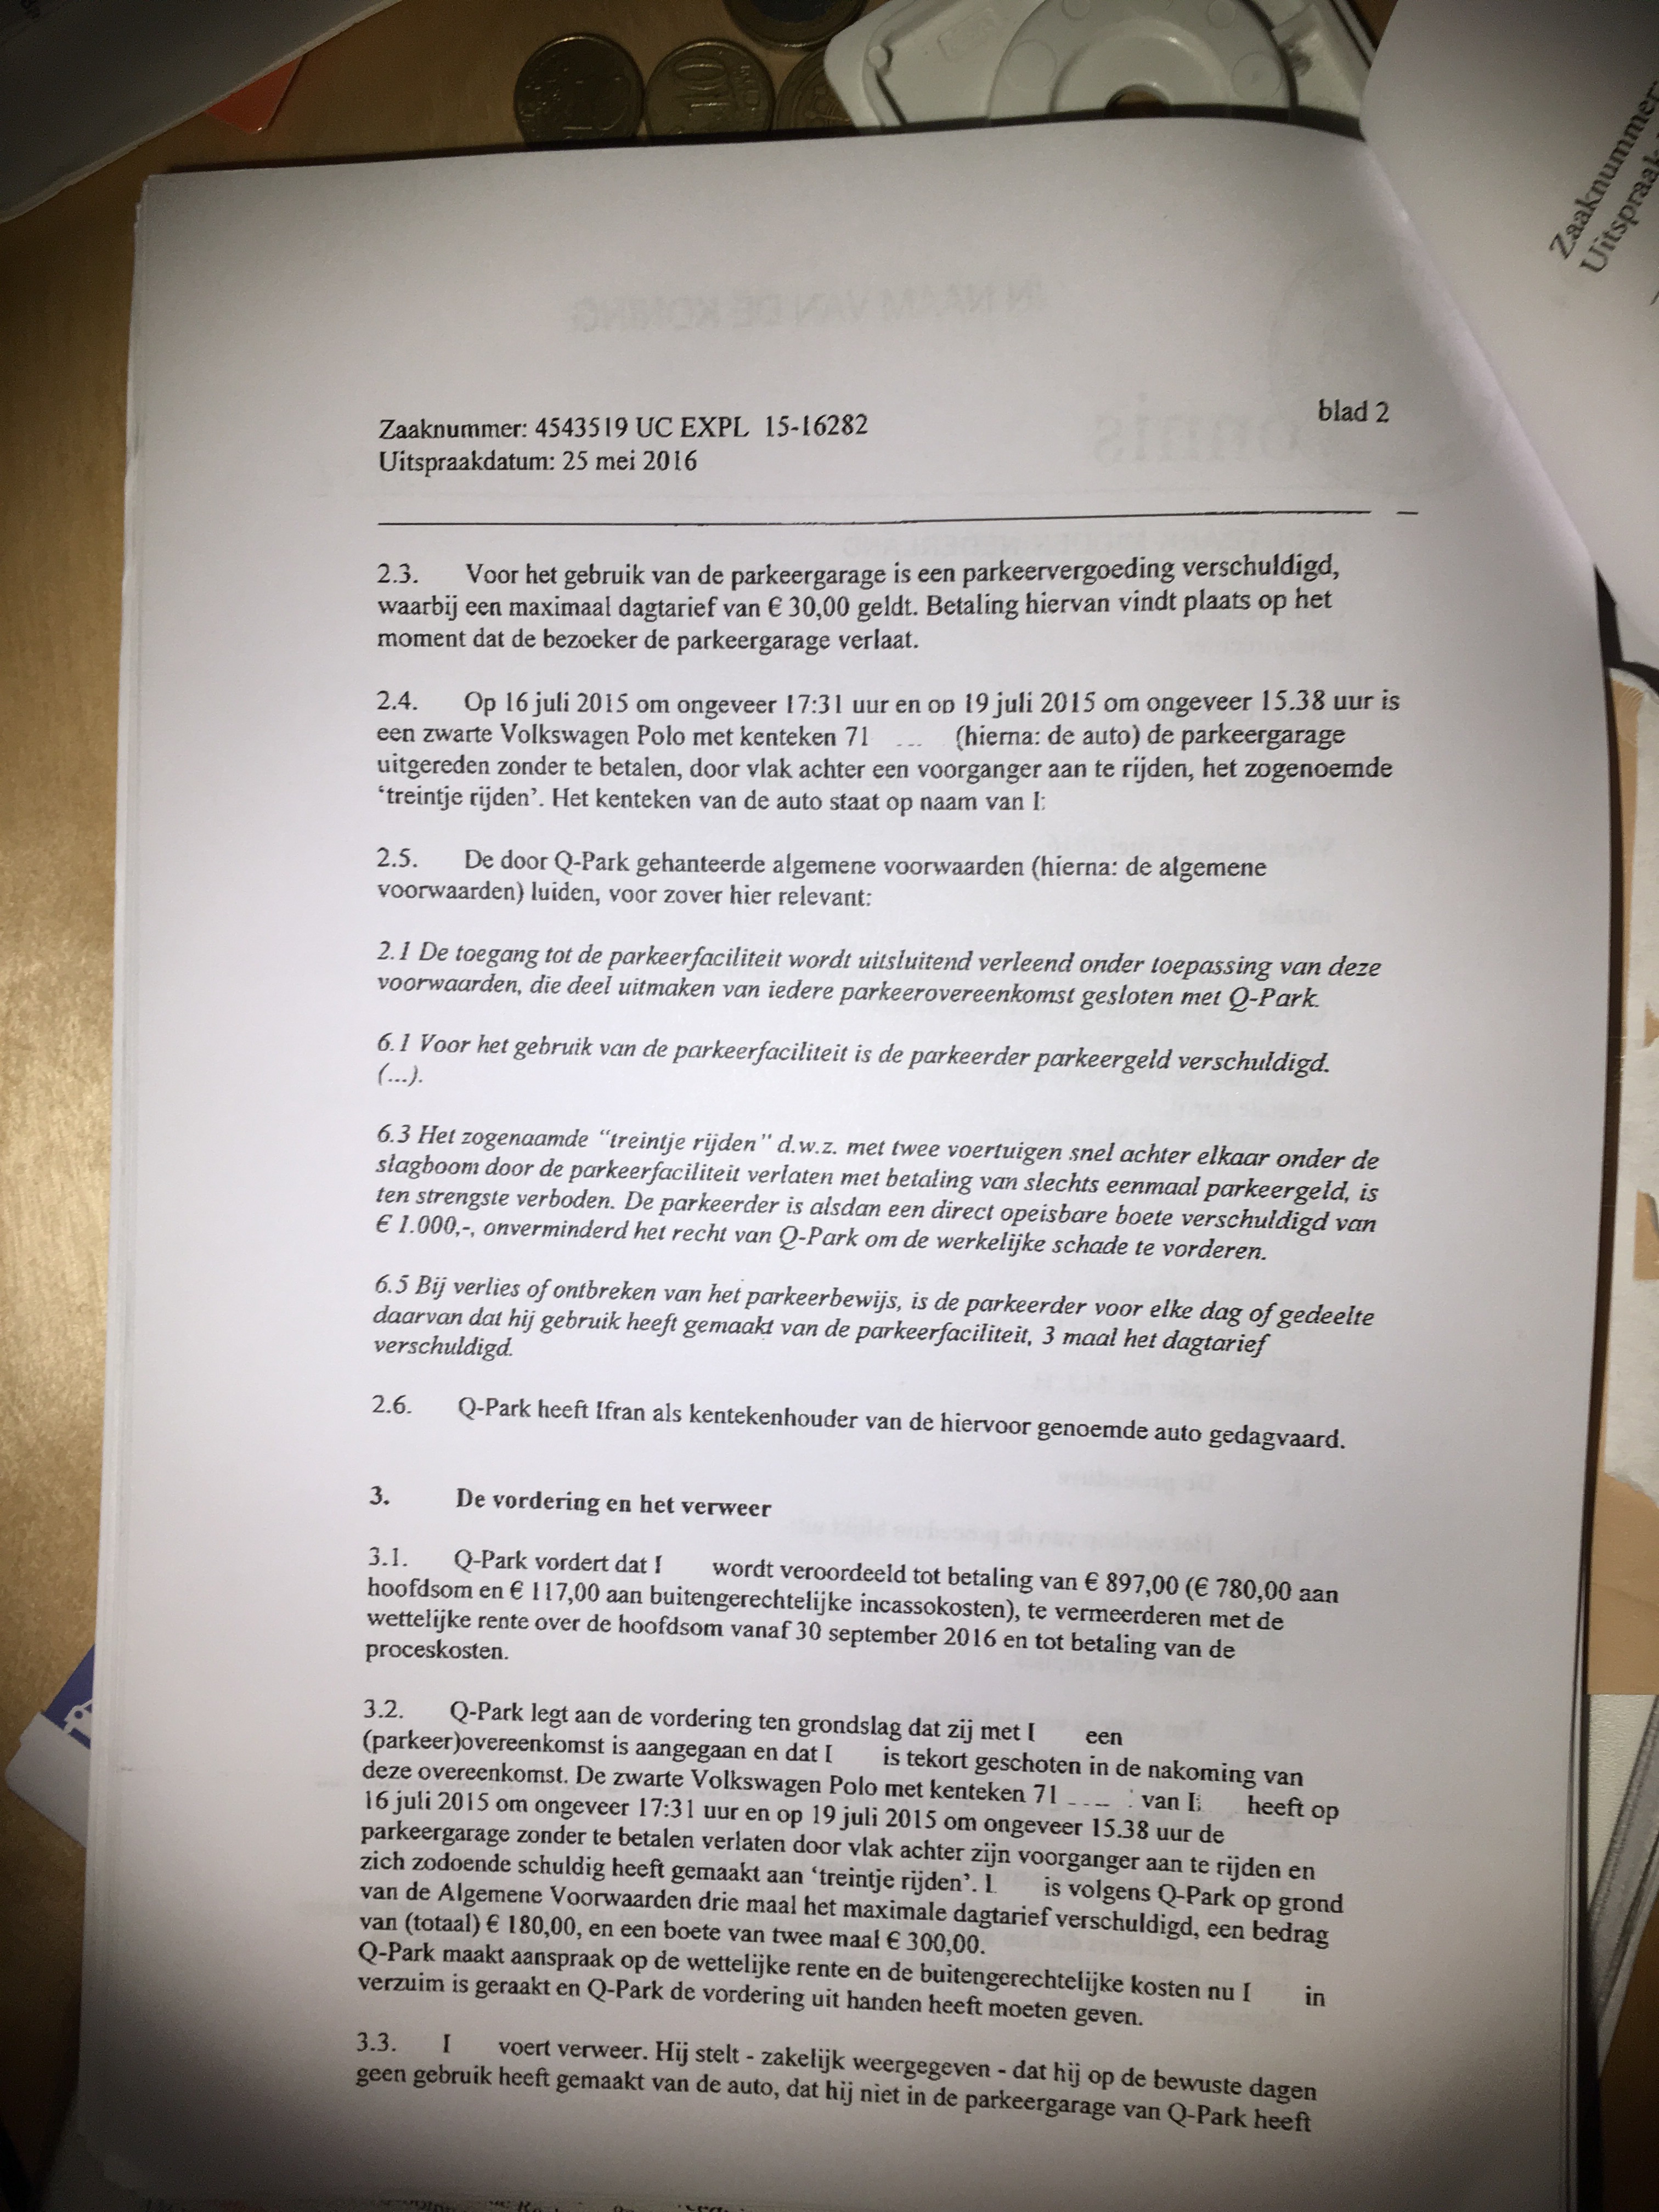 Zaaknummer:
Uitspraak
IN NAAM VAN DE KONING
Zaaknummer: 4543519 UC EXPL 15-16282
blad 2
Uitspraakdatum: 25 mei 2016
2.3. Voor het gebruik van de parkeergarage is een parkeervergoeding verschuldigd,
waarbij een maximaal dagtarief van € 30,00 geldt. Betaling hiervan vindt plaats op het
moment dat de bezoeker de parkeergarage verlaat.
2.4. Op 16 juli 2015 om ongeveer 17:31 uur en op 19 juli 2015 om ongeveer 15.38 uur is
een zwarte Volkswagen Polo met kenteken 71 (hierna: de auto) de parkeergarage
uitgereden zonder te betalen, door vlak achter een voorganger aan te rijden, het zogenoemde
‘treintje rijden’. Het kenteken van de auto staat op naam van I
2.5. De door Q-Park gehanteerde algemene voorwaarden (hierna: de algemene
voorwaarden) luiden, voor zover hier relevant:
2.1 De toegang tot de parkeerfaciliteit wordt uitsluitend verleend onder toepassing van deze
voorwaarden, die deel uitmaken van iedere parkeerovereenkomst gesloten met Q-Park.
6.1 Voor het gebruik van de parkeerfaciliteit is de parkeerder parkeergeld verschuldigd.
(...).
6.3 Het zogenaamde “treintje rijden” d.w.z. met twee voertuigen snel achter elkaar onder de
slagboom door de parkeerfaciliteit verlaten met betaling van slechts eenmaal parkeergeld, is
ten strengste verboden. De parkeerder is alsdan een direct opeisbare boete verschuldigd van
€ 1.000,-, onverminderd het recht van Q-Park om de werkelijke schade te vorderen.
6.5 Bij verlies of ontbreken van het parkeerbewijs, is de parkeerder voor elke dag of gedeelte
daarvan dat hij gebruik heeft gemaakt van de parkeerfaciliteit, 3 maal het dagtarief
verschuldigd.
2.6. Q-Park heeft Ifran als kentekenhouder van de hiervoor genoemde auto gedagvaard.
3. De vordering en het verweer
3.1. Q-Park vordert dat I wordt veroordeeld tot betaling van € 897,00 (€ 780,00 aan
hoofdsom en € 117,00 aan buitengerechtelijke incassokosten), te vermeerderen met de
wettelijke rente over de hoofdsom vanaf 30 september 2016 en tot betaling van de
proceskosten.
3.2. Q-Park legt aan de vordering ten grondslag dat zij met I een
(parkeer)overeenkomst is aangegaan en dat I is tekort geschoten in de nakoming van
deze overeenkomst. De zwarte Volkswagen Polo met kenteken 71 van I heeft op
16 juli 2015 om ongeveer 17:31 uur en op 19 juli 2015 om ongeveer 15.38 uur de
parkeergarage zonder te betalen verlaten door vlak achter zijn voorganger aan te rijden en
zich zodoende schuldig heeft gemaakt aan ‘treintje rijden’. I is volgens Q-Park op grond
van de Algemene Voorwaarden drie maal het maximale dagtarief verschuldigd, een bedrag
van (totaal) € 180,00, en een boete van twee maal € 300,00.
Q-Park maakt aanspraak op de wettelijke rente en de buitengerechtelijke kosten nu I in
verzuim is geraakt en Q-Park de vordering uit handen heeft moeten geven.
3.3. I voert verweer. Hij stelt - zakelijk weergegeven - dat hij op de bewuste dagen
geen gebruik heeft gemaakt van de auto, dat hij niet in de parkeergarage van Q-Park heeft